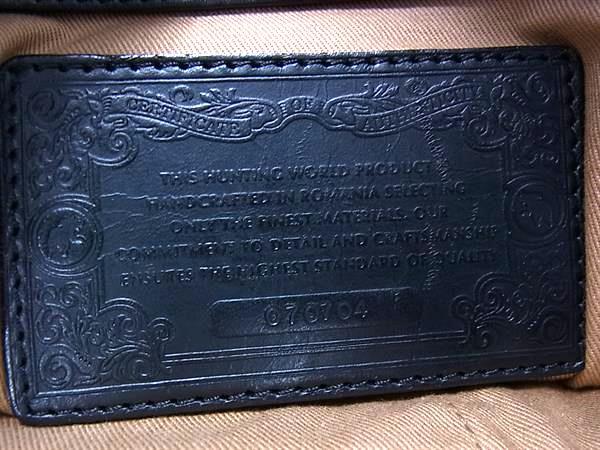 CERTIFICATE OF AUTHENTICITY
THIS HUNTING WORLD PRODUCT
HANDCRAFTED IN ROMANIA SELECTING
ONLY THE FINEST MATERIALS. OUR
COMMITMENT TO DETAIL AND CRAFTSMANSHIP
ENSURES THE HIGHEST STANDARD OF QUALITY
076704